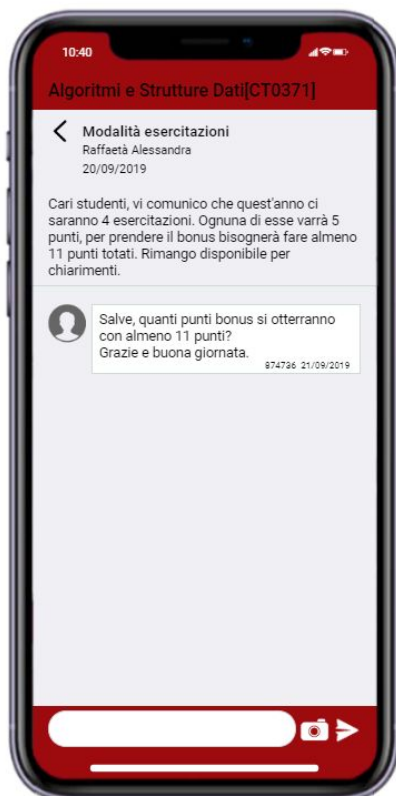 10:40
Algoritmi e Strutture Dati[CT0371]
Modalità esercitazioni
Raffaetà Alessandra
20/09/2019
Cari studenti, vi comunico che quest'anno ci
saranno 4 esercitazioni. Ognuna di esse varrà 5
punti, per prendere il bonus bisognerà fare almeno
11 punti totati. Rimango disponibile per
chiarimenti.
Salve, quanti punti bonus si otterranno
con almeno 11 punti?
Grazie e buona giornata.
874736 21/09/2019